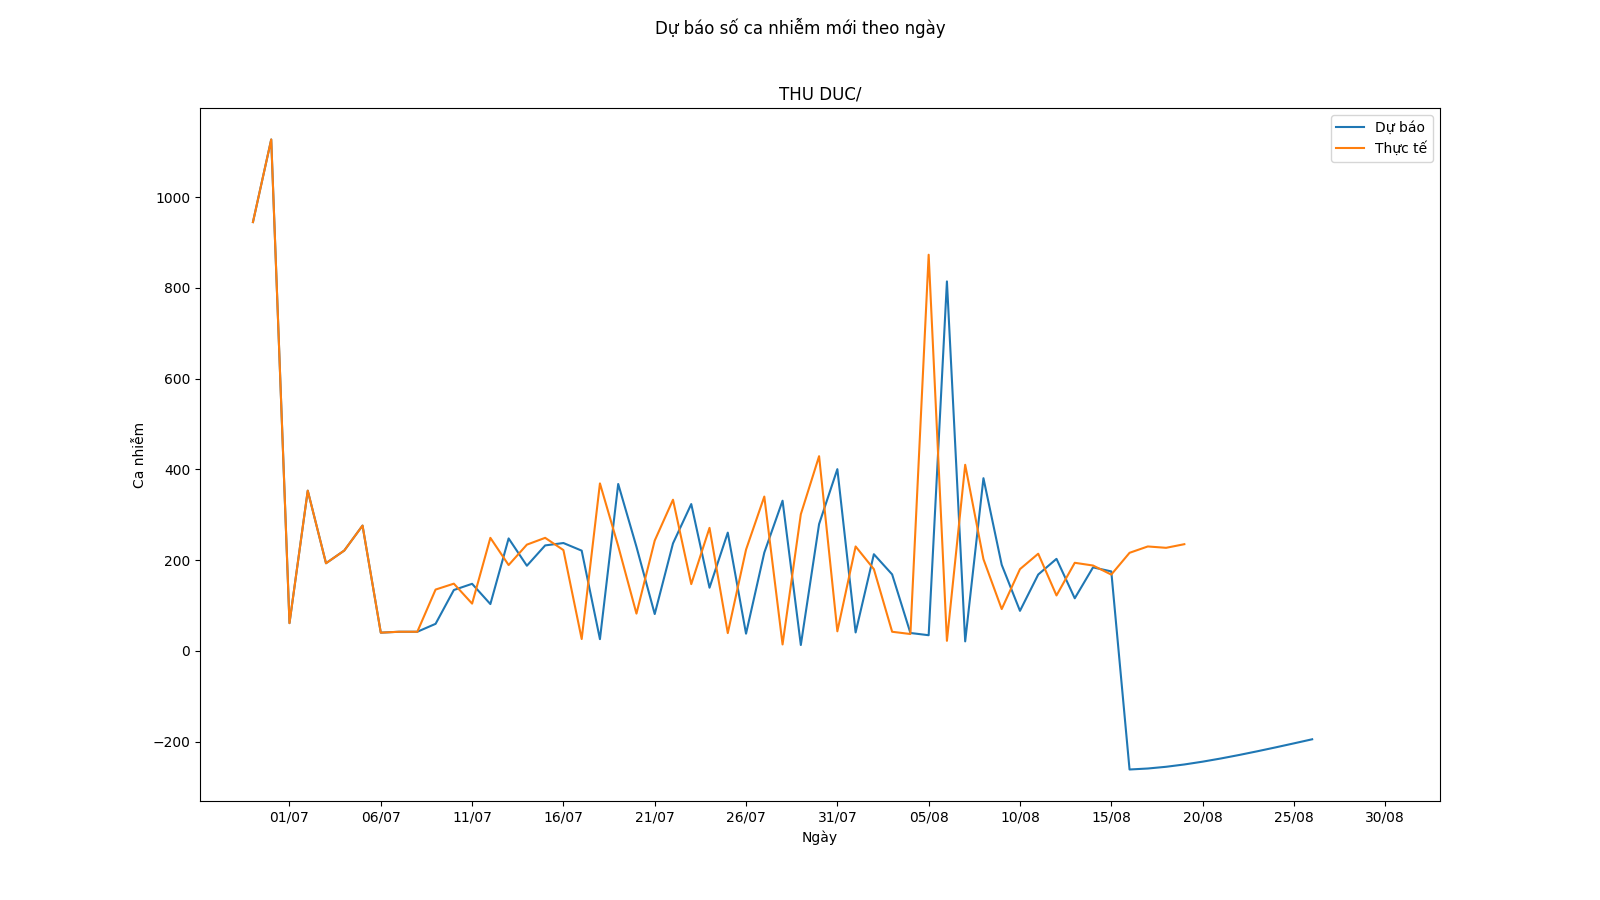 Dự báo số ca nhiễm mới theo ngày
THU DUC/
Dự báo
Thực tế
Ca nhiễm
1000
800
600
400
200
0
−200
01/07 06/07 11/07 16/07 21/07 26/07 31/07 05/08 10/08 15/08 20/08 25/08 30/08
Ngày